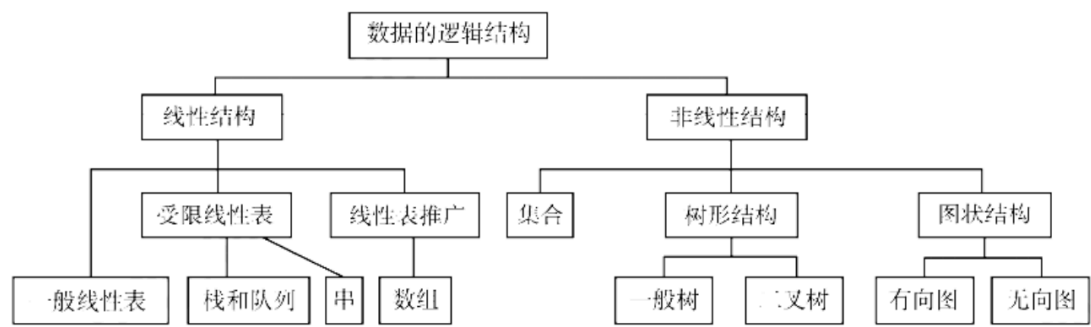 数据的逻辑结构
线性结构
非线性结构
受限线性表
线性表推广
集合
树形结构
图状结构
一般线性表
栈和队列
串
数组
一般树
二叉树
有向图
无向图